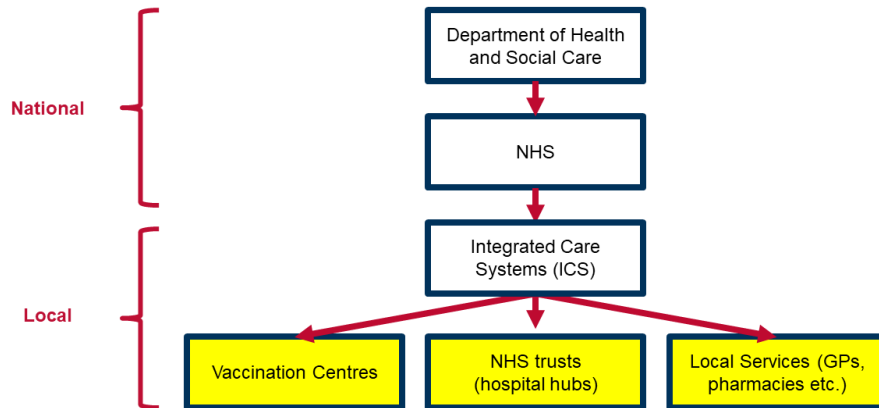 Department of Health
and Social Care
National
NHS
Integrated Care
Systems (ICS)
Local
Vaccination Centres
NHS trusts
(hospital hubs)
Local Services (GPs,
pharmacies etc.)